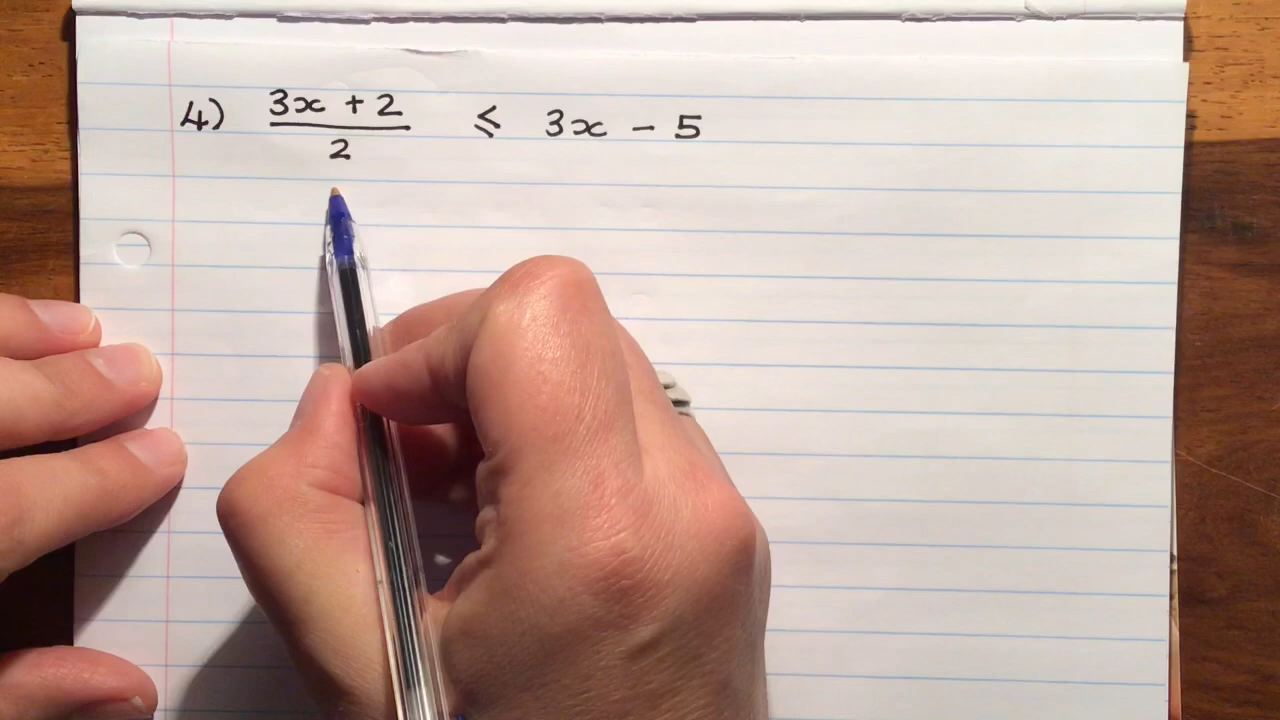 4) (3x + 2)/2 ≤ 3x - 5